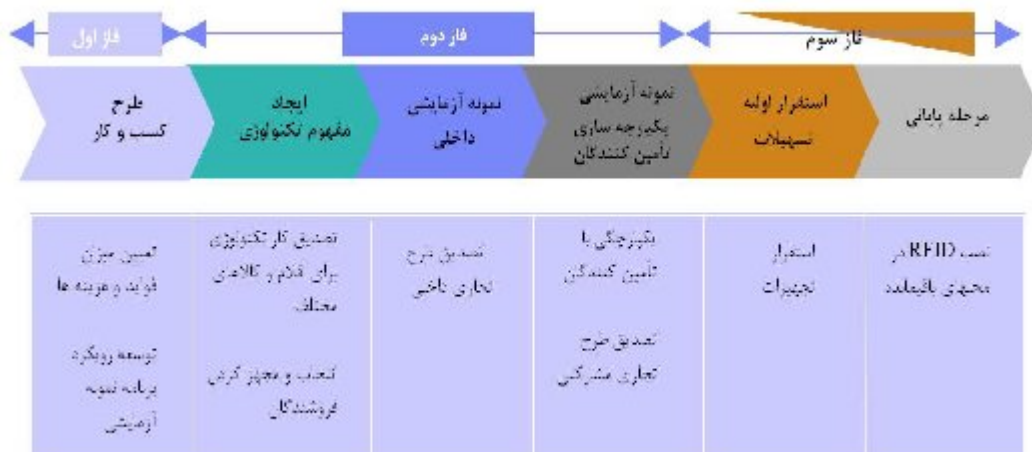 فاز اول
فاز دوم
فاز سوم
طرح
کسب و کار
ایجاد
مفهوم تکنولوژی
نمونه آزمایشی
داخلی
نمونه آزمایشی
یکپارچه سازی
تأمین کنندگان
استقرار اولیه
تسهیلات
مرحله پایانی
تعیین میزان
فواید و هزینه ها
توسعه رویکرد
برنامه نمونه
آزمایشی
تصدیق کار تکنولوژی
برای اقلام و کالاهای
مختلف
انتخاب و مجهز کردن
فروشندگان
تصدیق طرح
تجاری داخلی
یکپارچگی با
تأمین کنندگان
تصدیق طرح
تجاری مشترکی
استقرار
تجهیزات
نصب RFID در
محلهای باقیمانده